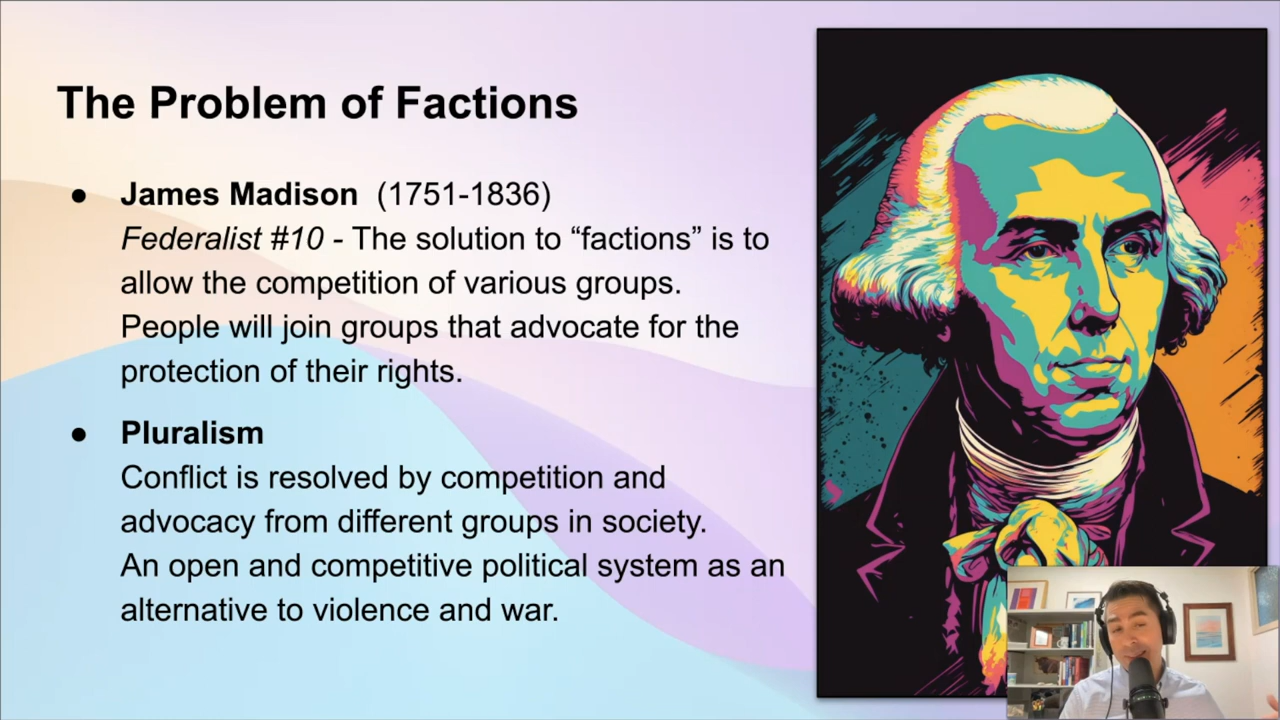 The Problem of Factions
● James Madison (1751-1836)
Federalist #10 - The solution to “factions” is to
allow the competition of various groups.
People will join groups that advocate for the
protection of their rights.
● Pluralism
Conflict is resolved by competition and
advocacy from different groups in society.
An open and competitive political system as an
alternative to violence and war.